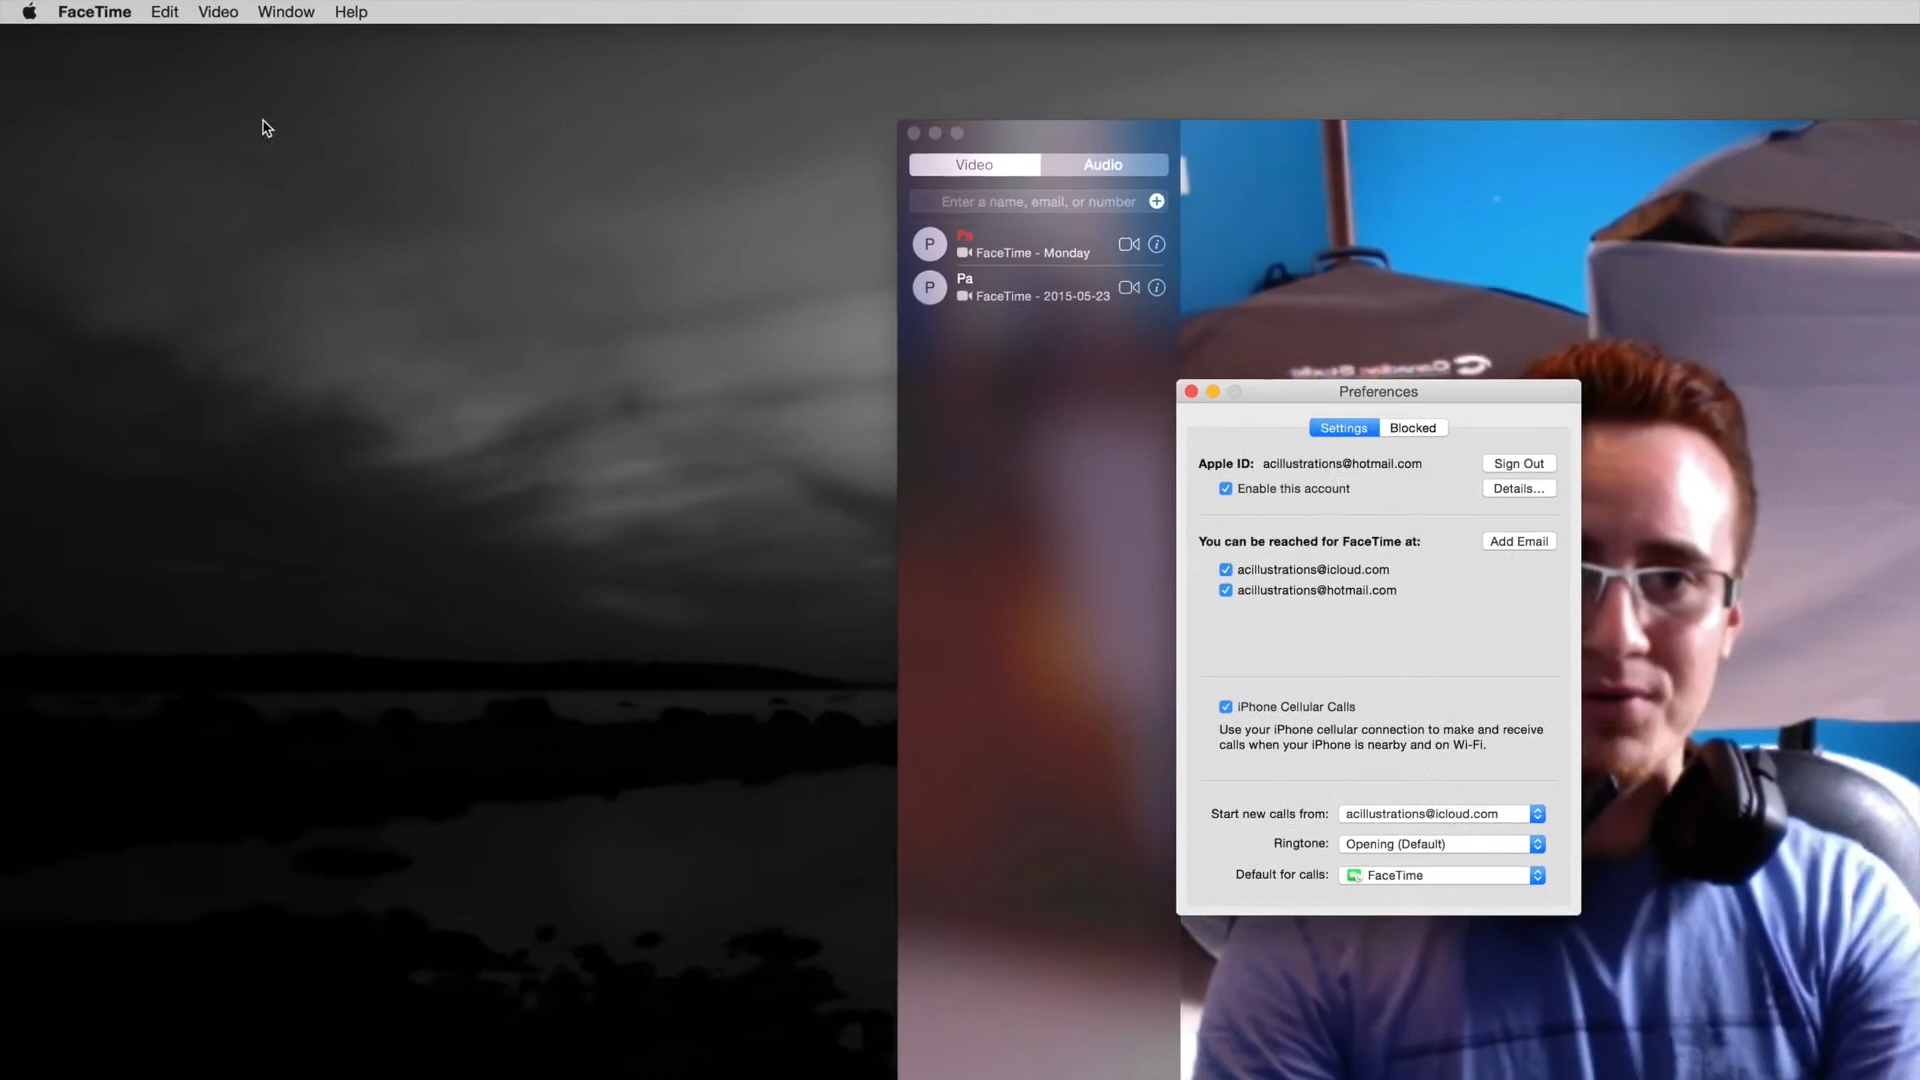 FaceTime Edit Video Window Help
Video Audio
Enter a name, email, or number
P
Pa
FaceTime - Monday
P
Pa
FaceTime - 2015-05-23
Preferences
Settings Blocked
Apple ID: acillustrations@hotmail.com Sign Out
Enable this account Details...
You can be reached for FaceTime at: Add Email
acillustrations@icloud.com
acillustrations@hotmail.com
iPhone Cellular Calls
Use your iPhone cellular connection to make and receive
calls when your iPhone is nearby and on Wi-Fi.
Start new calls from: acillustrations@icloud.com
Ringtone: Opening (Default)
Default for calls: FaceTime